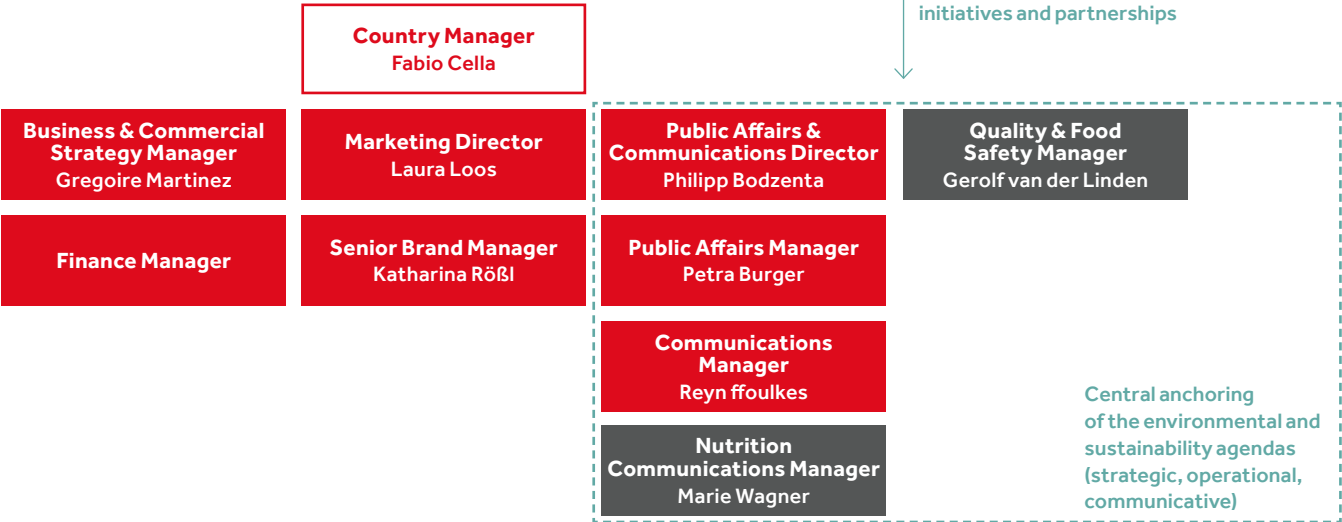 initiatives and partnerships
Country Manager
Fabio Cella
Business & Commercial
Strategy Manager
Gregoire Martinez
Marketing Director
Laura Loos
Public Affairs &
Communications Director
Philipp Bodzenta
Quality & Food
Safety Manager
Gerolf van der Linden
Finance Manager
Senior Brand Manager
Katharina Rößl
Public Affairs Manager
Petra Burger
Communications
Manager
Reyn ffoulkes
Nutrition
Communications Manager
Marie Wagner
Central anchoring
of the environmental and
sustainability agendas
(strategic, operational,
communicative)